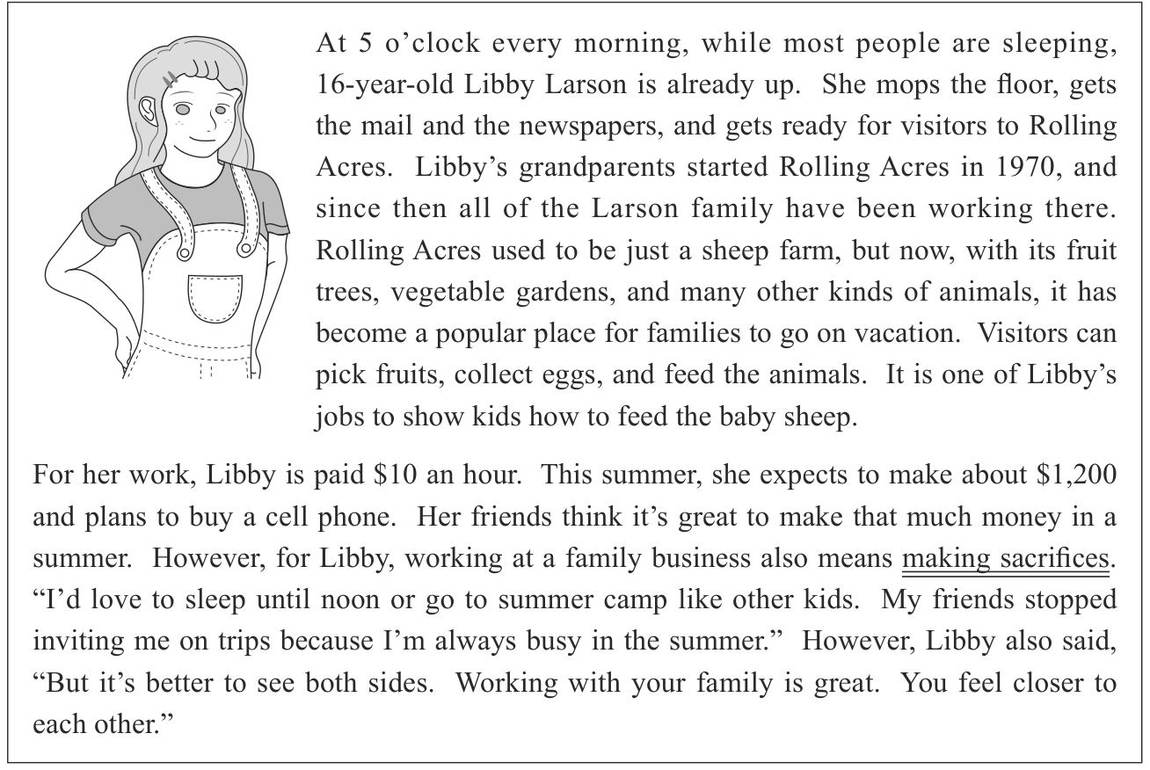 At 5 o’clock every morning, while most people are sleeping,
16-year-old Libby Larson is already up.  She mops the floor, gets
the mail and the newspapers, and gets ready for visitors to Rolling
Acres.  Libby’s grandparents started Rolling Acres in 1970, and
since then all of the Larson family have been working there.
Rolling Acres used to be just a sheep farm, but now, with its fruit
trees, vegetable gardens, and many other kinds of animals, it has
become a popular place for families to go on vacation.  Visitors can
pick fruits, collect eggs, and feed the animals.  It is one of Libby’s
jobs to show kids how to feed the baby sheep.
For her work, Libby is paid $10 an hour.  This summer, she expects to make about $1,200
and plans to buy a cell phone.  Her friends think it’s great to make that much money in a
summer.  However, for Libby, working at a family business also means making sacrifices.
“I’d love to sleep until noon or go to summer camp like other kids.  My friends stopped
inviting me on trips because I’m always busy in the summer.”  However, Libby also said,
“But it’s better to see both sides.  Working with your family is great.  You feel closer to
each other.”